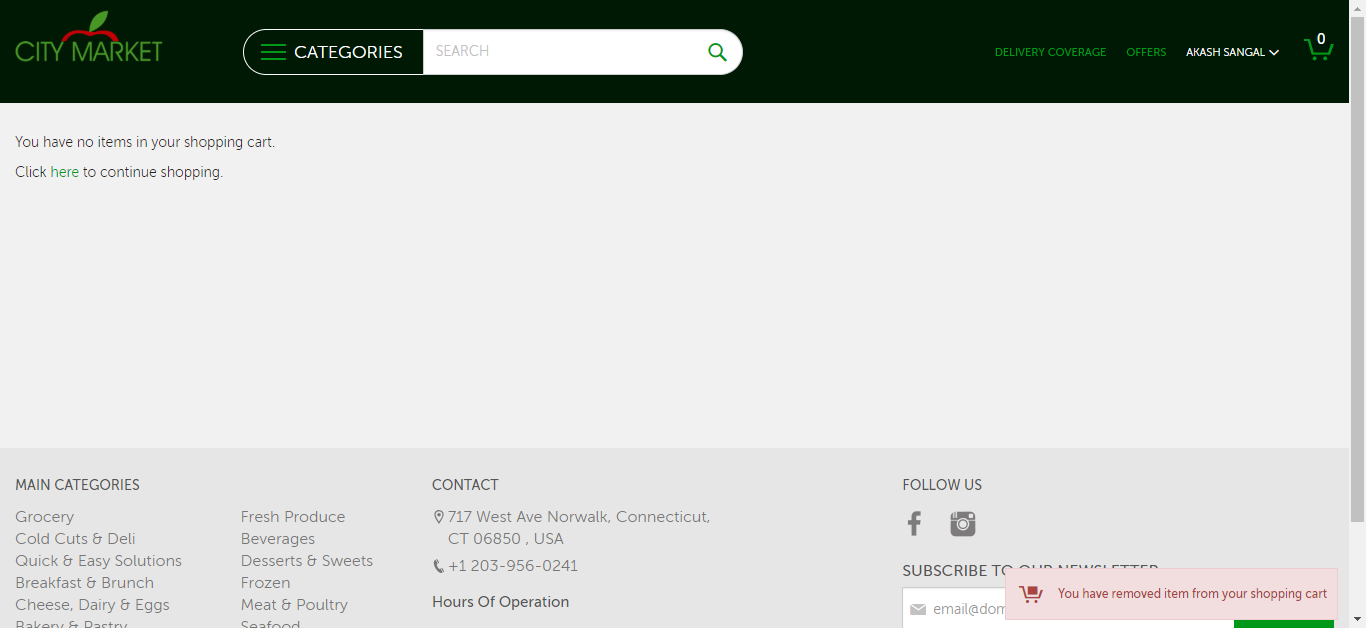 CITY MARKET
CATEGORIES
SEARCH
DELIVERY COVERAGE
OFFERS
AKASH SANGAL
0
You have no items in your shopping cart.
Click here to continue shopping.
MAIN CATEGORIES
Grocery
Cold Cuts & Deli
Quick & Easy Solutions
Breakfast & Brunch
Cheese, Dairy & Eggs
Bakery & Pastry
Fresh Produce
Beverages
Desserts & Sweets
Frozen
Meat & Poultry
Seafood
CONTACT
717 West Ave Norwalk, Connecticut,
CT 06850 , USA
+1 203-956-0241
Hours Of Operation
FOLLOW US
SUBSCRIBE TO OUR NEWSLETTER
email@dom
You have removed item from your shopping cart